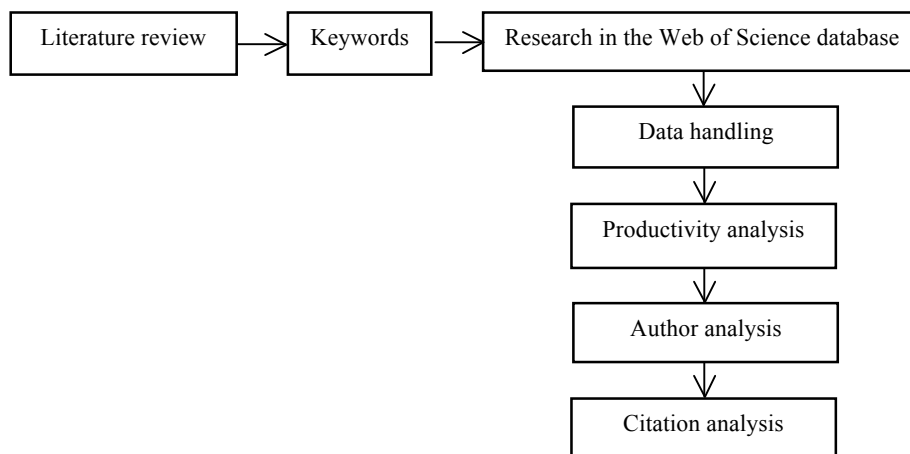 Literature review
Keywords
Research in the Web of Science database
Data handling
Productivity analysis
Author analysis
Citation analysis